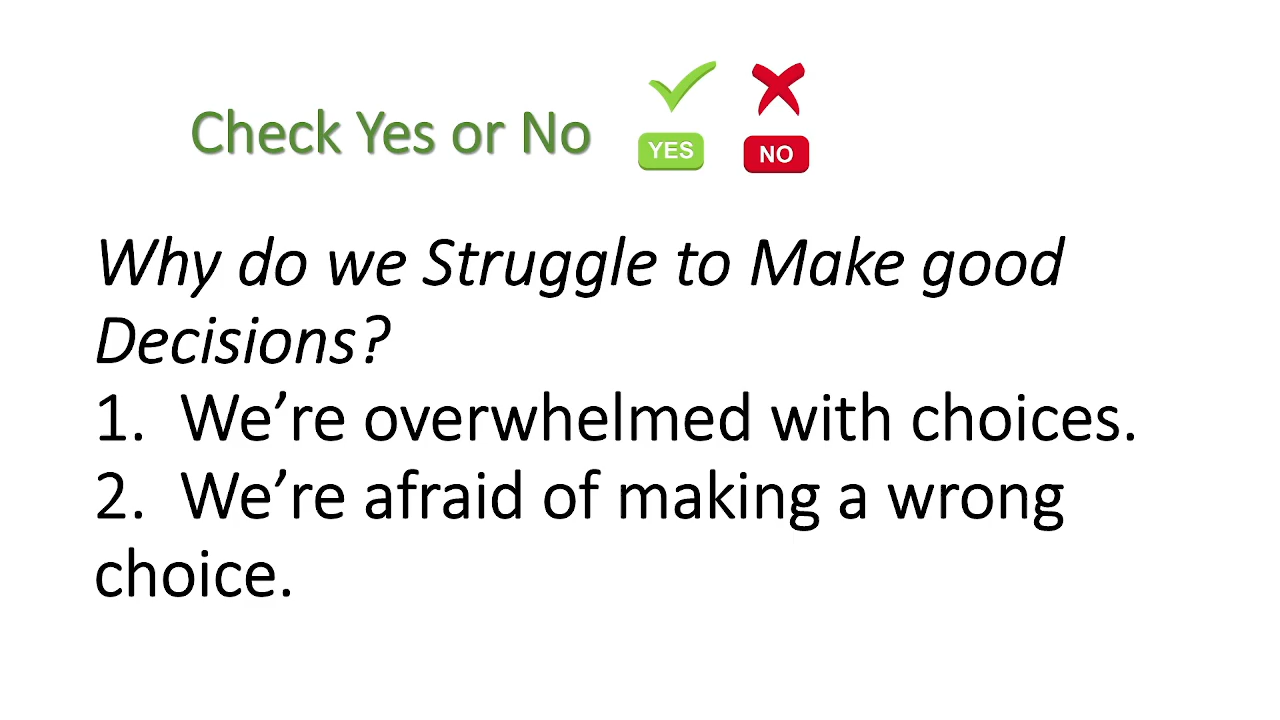 Check Yes or No
YES
NO
Why do we Struggle to Make good
Decisions?
1.  We’re overwhelmed with choices.
2.  We’re afraid of making a wrong
choice.